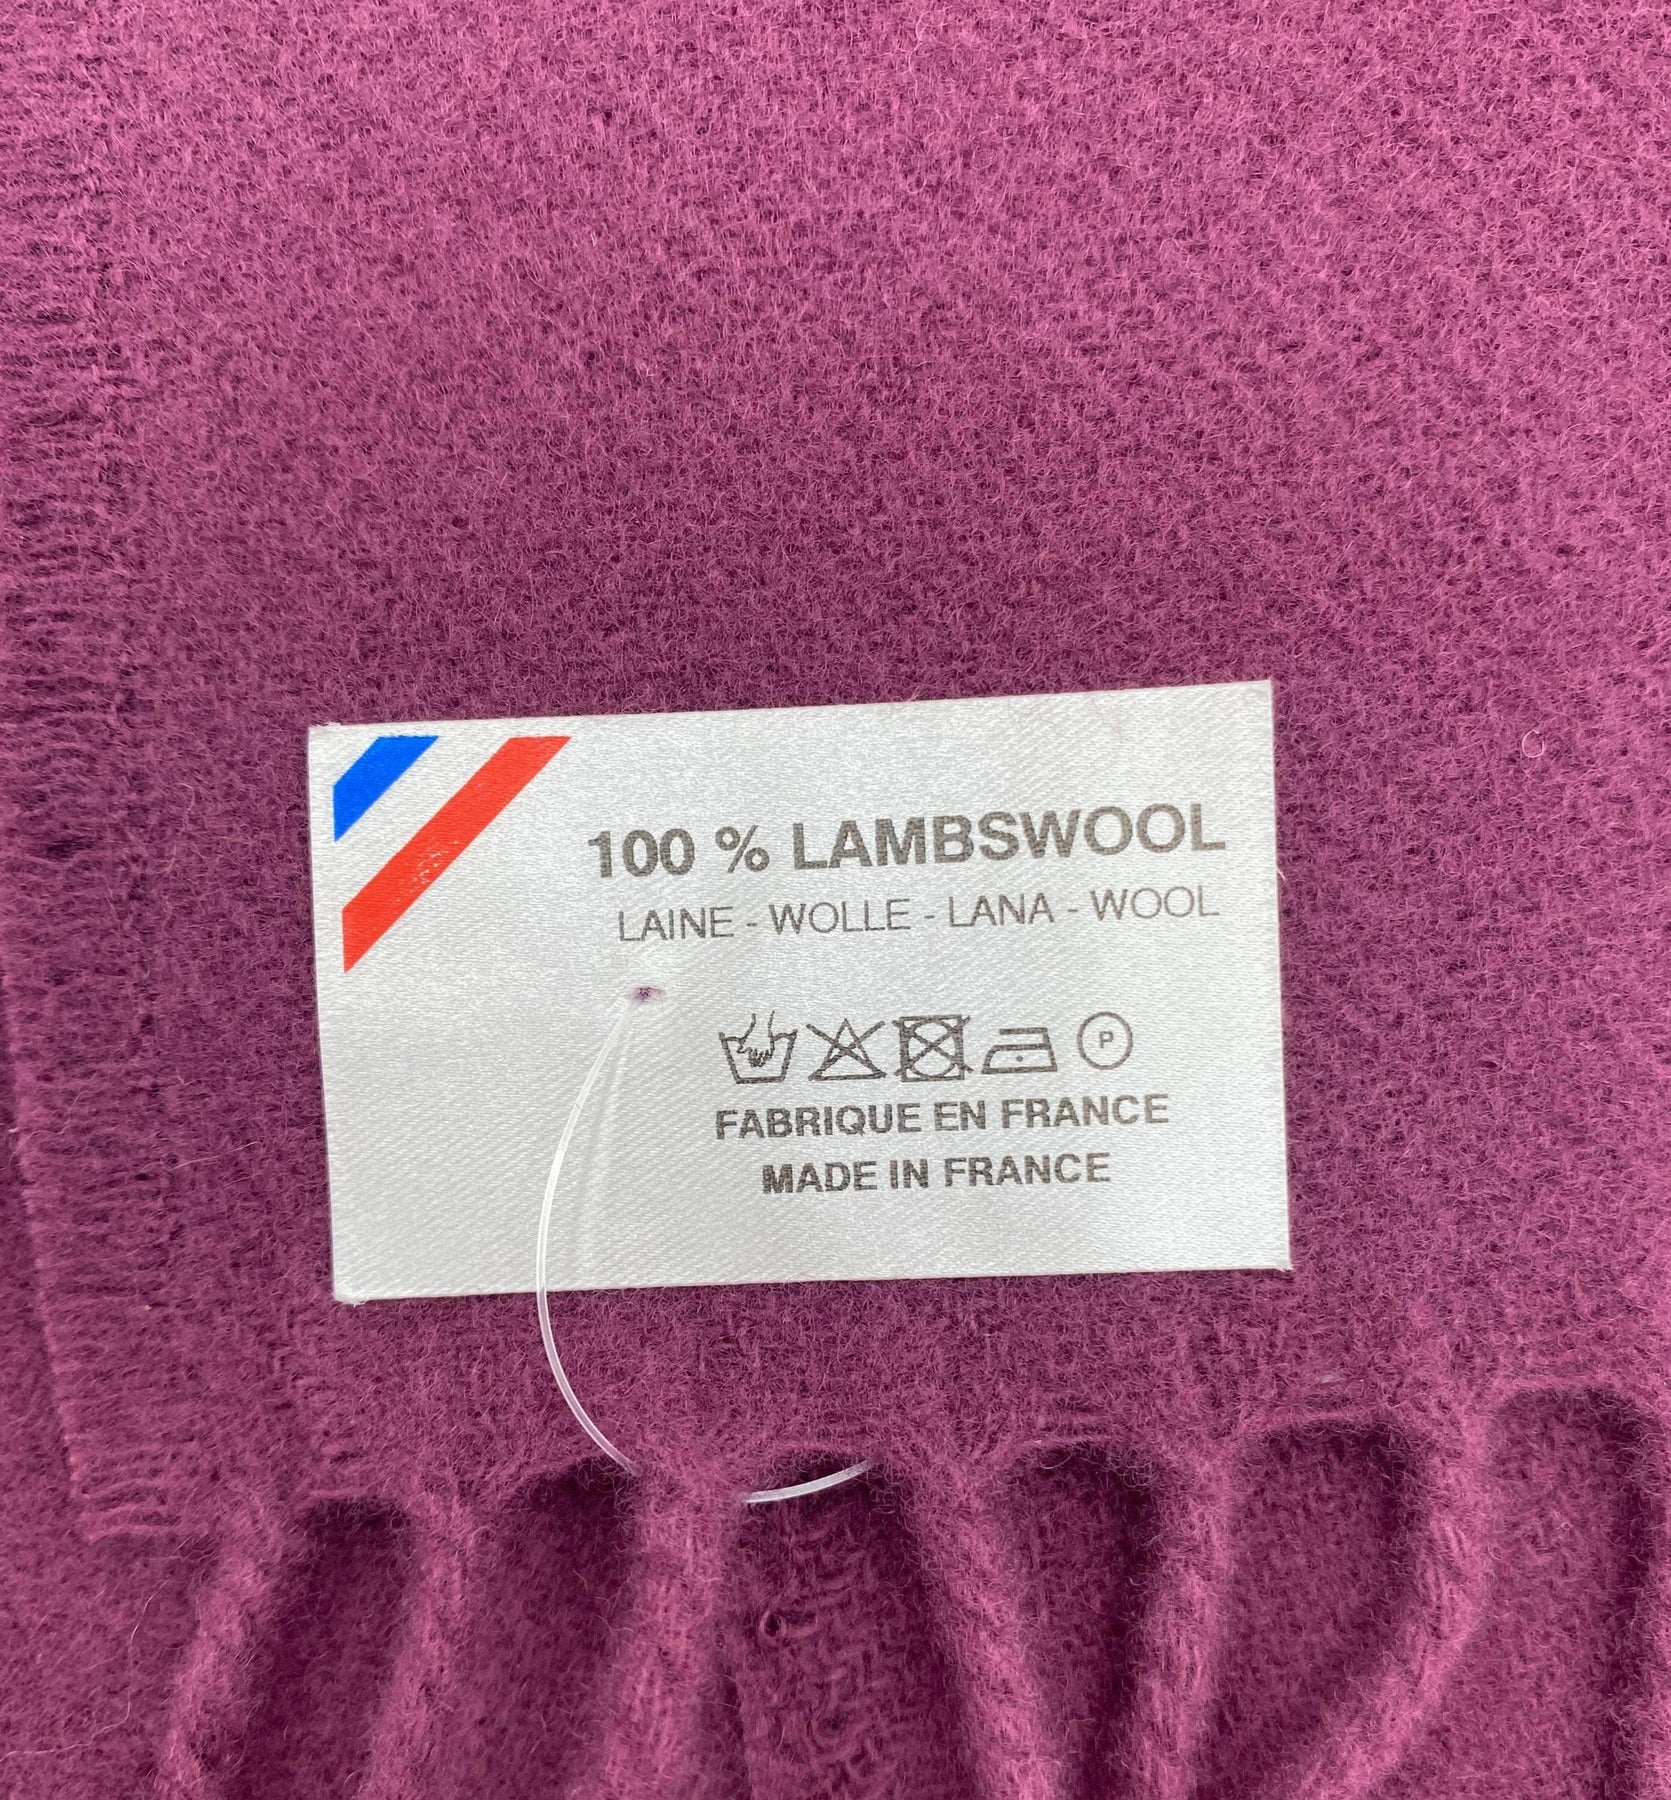 100 % LAMBSWOOL
LAINE - WOLLE - LANA - WOOL
P
FABRIQUE EN FRANCE
MADE IN FRANCE